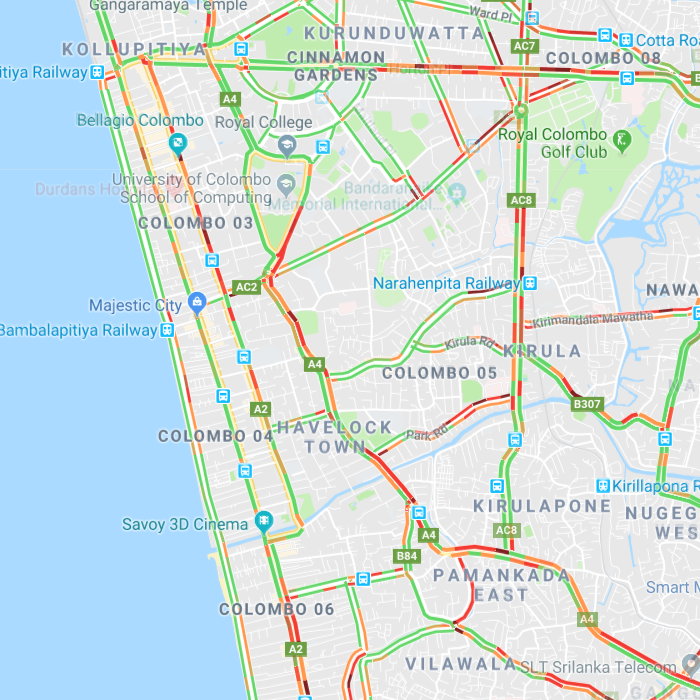 Gangaramaya Temple
Ward Pl
KOLLUPITIYA
KURUNDUWATTA
AC7
Cotta Ro
CINNAMON
GARDENS
COLOMBO 08
itiya Railway
A4
Bellagio Colombo
Royal College
Royal Colombo
Golf Club
University of Colombo
School of Computing
Durdans Ho
Bandaranaike
Memorial International...
AC8
COLOMBO 03
AC2
Narahenpita Railway
NAWA
Majestic City
Bambalapitiya Railway
Kirimandala Mawatha
Kirula Rd
KIRULA
A4
COLOMBO 05
B307
A2
COLOMBO 04
HAVELOCK
TOWN
Park Rd
Kirillapona R
Savoy 3D Cinema
KIRULAPONE
NUGEG
WES
A4
AC8
B84
PAMANKADA
EAST
Smart M
COLOMBO 06
A4
A2
VILAWALA
SLT Srilanka Telecom